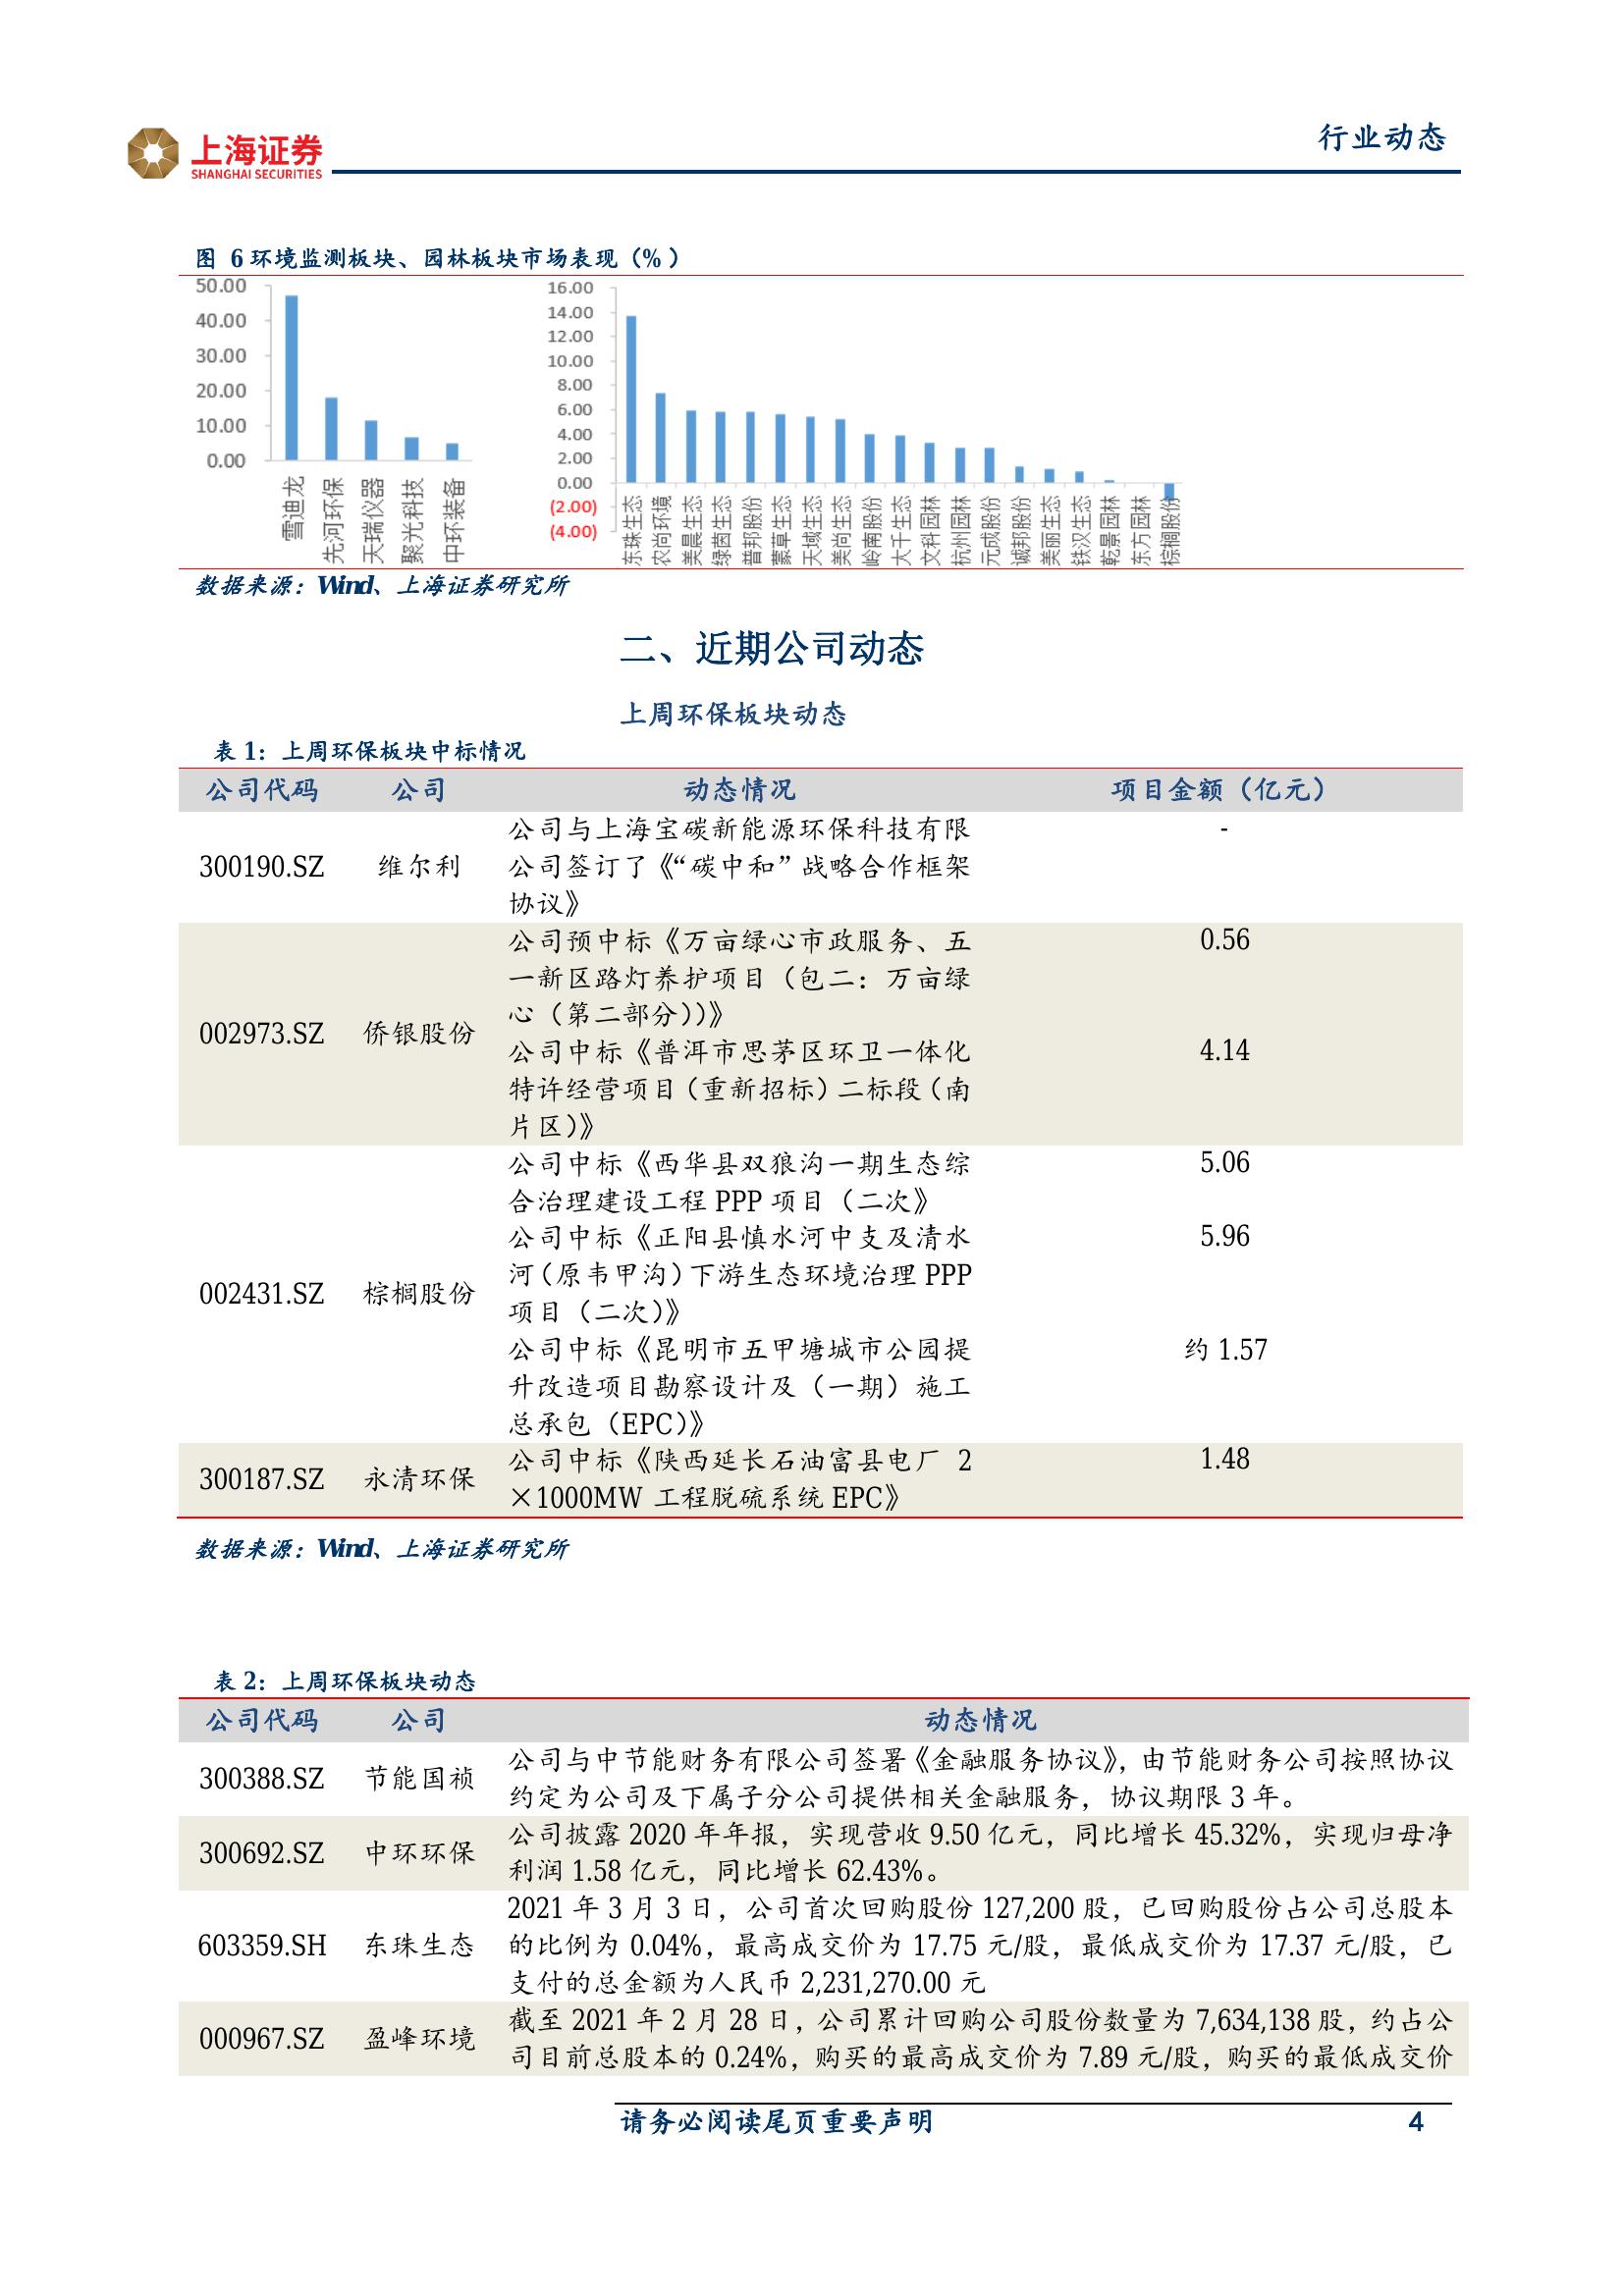 上海证券
SHANGHAI SECURITIES
行业动态
图 6 环境监测板块、园林板块市场表现（%）
50.00
40.00
30.00
20.00
10.00
0.00
雪迪龙
先河环保
天瑞仪器
聚光科技
中环装备
16.00
14.00
12.00
10.00
8.00
6.00
4.00
2.00
0.00
(2.00)
(4.00)
东珠生态
农尚环境
美晨生态
绿茵生态
普邦股份
蒙草生态
天域生态
美尚生态
岭南股份
大千生态
文科园林
杭州园林
元成股份
诚邦股份
美丽生态
铁汉生态
乾景园林
东方园林
棕榈股份
数据来源：Wind、上海证券研究所
二、近期公司动态
上周环保板块动态
表 1：上周环保板块中标情况
公司代码 公司 动态情况 项目金额（亿元）
公司与上海宝碳新能源环保科技有限 -
300190.SZ 维尔利 公司签订了《“碳中和”战略合作框架
协议》
公司预中标《万亩绿心市政服务、五 0.56
一新区路灯养护项目（包二：万亩绿
心（第二部分））》
002973.SZ 侨银股份
公司中标《普洱市思茅区环卫一体化 4.14
特许经营项目（重新招标）二标段（南
片区）》
公司中标《西华县双狼沟一期生态综 5.06
合治理建设工程 PPP 项目（二次》
公司中标《正阳县慎水河中支及清水 5.96
河（原韦甲沟）下游生态环境治理 PPP
002431.SZ 棕榈股份
项目（二次）》
公司中标《昆明市五甲塘城市公园提 约 1.57
升改造项目勘察设计及（一期）施工
总承包（EPC）》
公司中标《陕西延长石油富县电厂 2 1.48
300187.SZ 永清环保
×1000MW 工程脱硫系统 EPC》
数据来源：Wind、上海证券研究所
表 2：上周环保板块动态
公司代码 公司 动态情况
公司与中节能财务有限公司签署《金融服务协议》，由节能财务公司按照协议
300388.SZ 节能国祯
约定为公司及下属子分公司提供相关金融服务，协议期限 3 年。
公司披露 2020 年年报，实现营收 9.50 亿元，同比增长 45.32%，实现归母净
300692.SZ 中环环保
利润 1.58 亿元，同比增长 62.43%。
2021 年 3 月 3 日，公司首次回购股份 127,200 股，已回购股份占公司总股本
603359.SH 东珠生态 的比例为 0.04%，最高成交价为 17.75 元/股，最低成交价为 17.37 元/股，已
支付的总金额为人民币 2,231,270.00 元
截至 2021 年 2 月 28 日，公司累计回购公司股份数量为 7,634,138 股，约占公
000967.SZ 盈峰环境
司目前总股本的 0.24%，购买的最高成交价为 7.89 元/股，购买的最低成交价
请务必阅读尾页重要声明 4